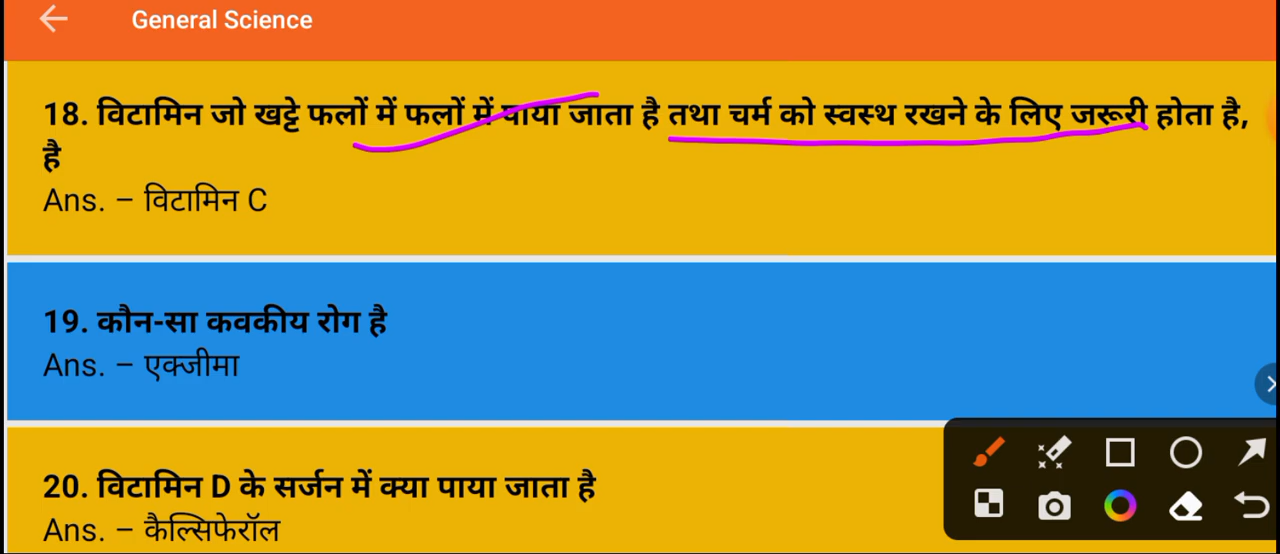 General Science
18. विटामिन जो खट्टे फलों में फलों में पाया जाता है तथा चर्म को स्वस्थ रखने के लिए जरूरी होता है,
है
Ans. – विटामिन C
19. कौन-सा कवकीय रोग है
Ans. – एक्जीमा
20. विटामिन D के सर्जन में क्या पाया जाता है
Ans. – कैल्सिफेरॉल